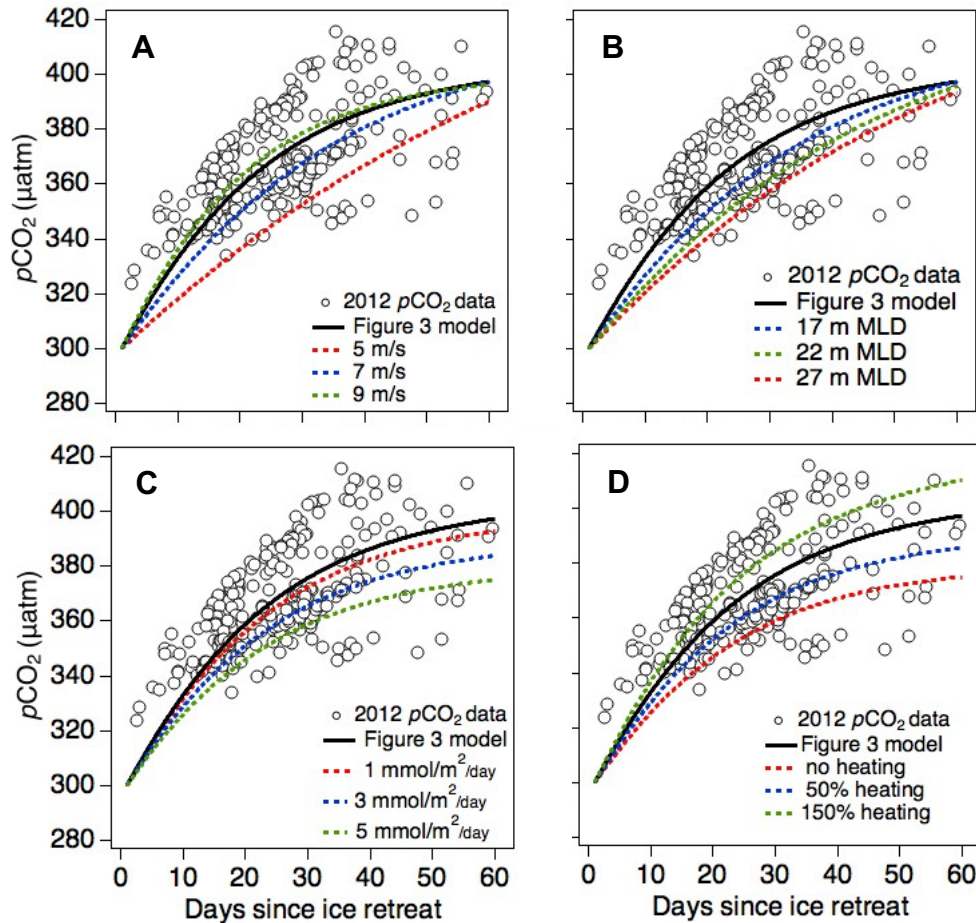 A
B
420
400
380
360
340
320
300
280
pCO2 (µatm)
2012 pCO2 data
Figure 3 model
5 m/s
7 m/s
9 m/s
2012 pCO2 data
Figure 3 model
17 m MLD
22 m MLD
27 m MLD
C
D
420
400
380
360
340
320
300
280
pCO2 (µatm)
2012 pCO2 data
Figure 3 model
1 mmol/m2/day
3 mmol/m2/day
5 mmol/m2/day
2012 pCO2 data
Figure 3 model
no heating
50% heating
150% heating
0 10 20 30 40 50 60
0 10 20 30 40 50 60
Days since ice retreat
Days since ice retreat